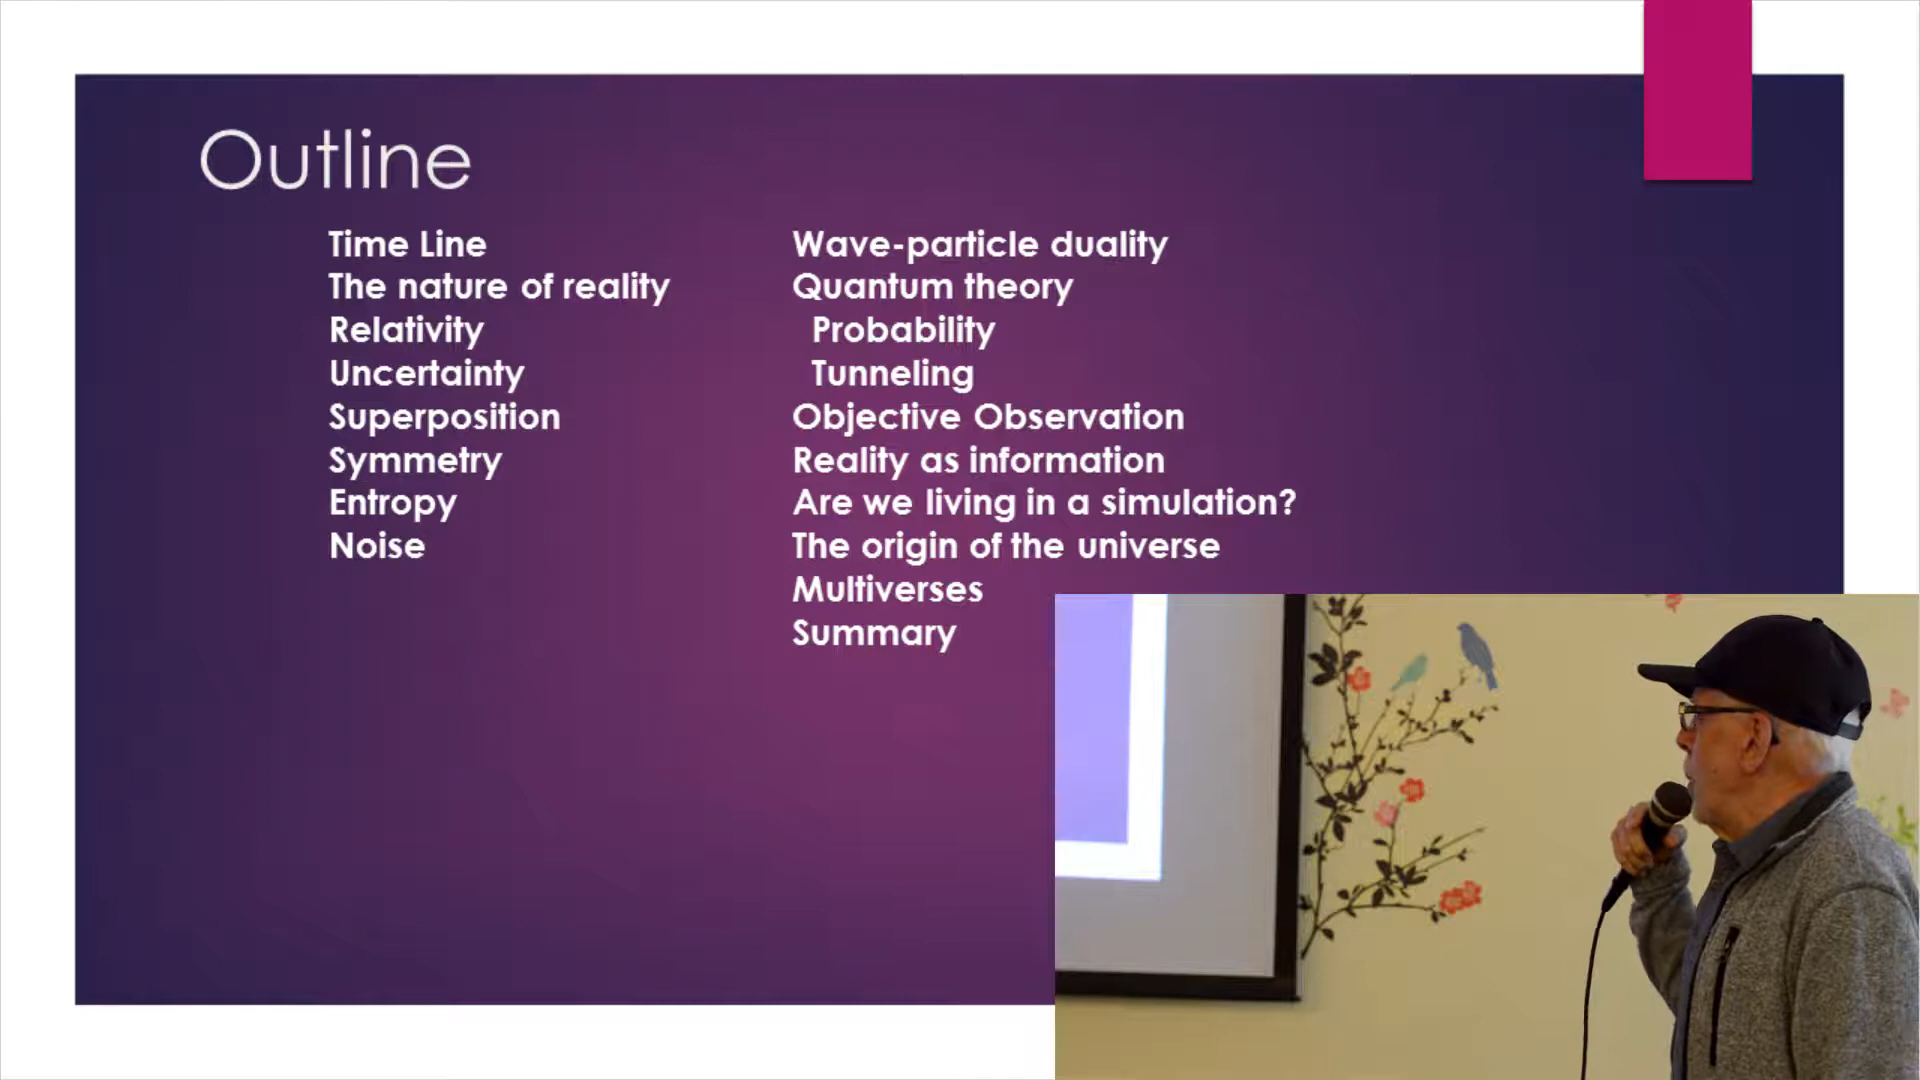 Outline
Time Line
The nature of reality
Relativity
Uncertainty
Superposition
Symmetry
Entropy
Noise
Wave-particle duality
Quantum theory
Probability
Tunneling
Objective Observation
Reality as information
Are we living in a simulation?
The origin of the universe
Multiverses
Summary